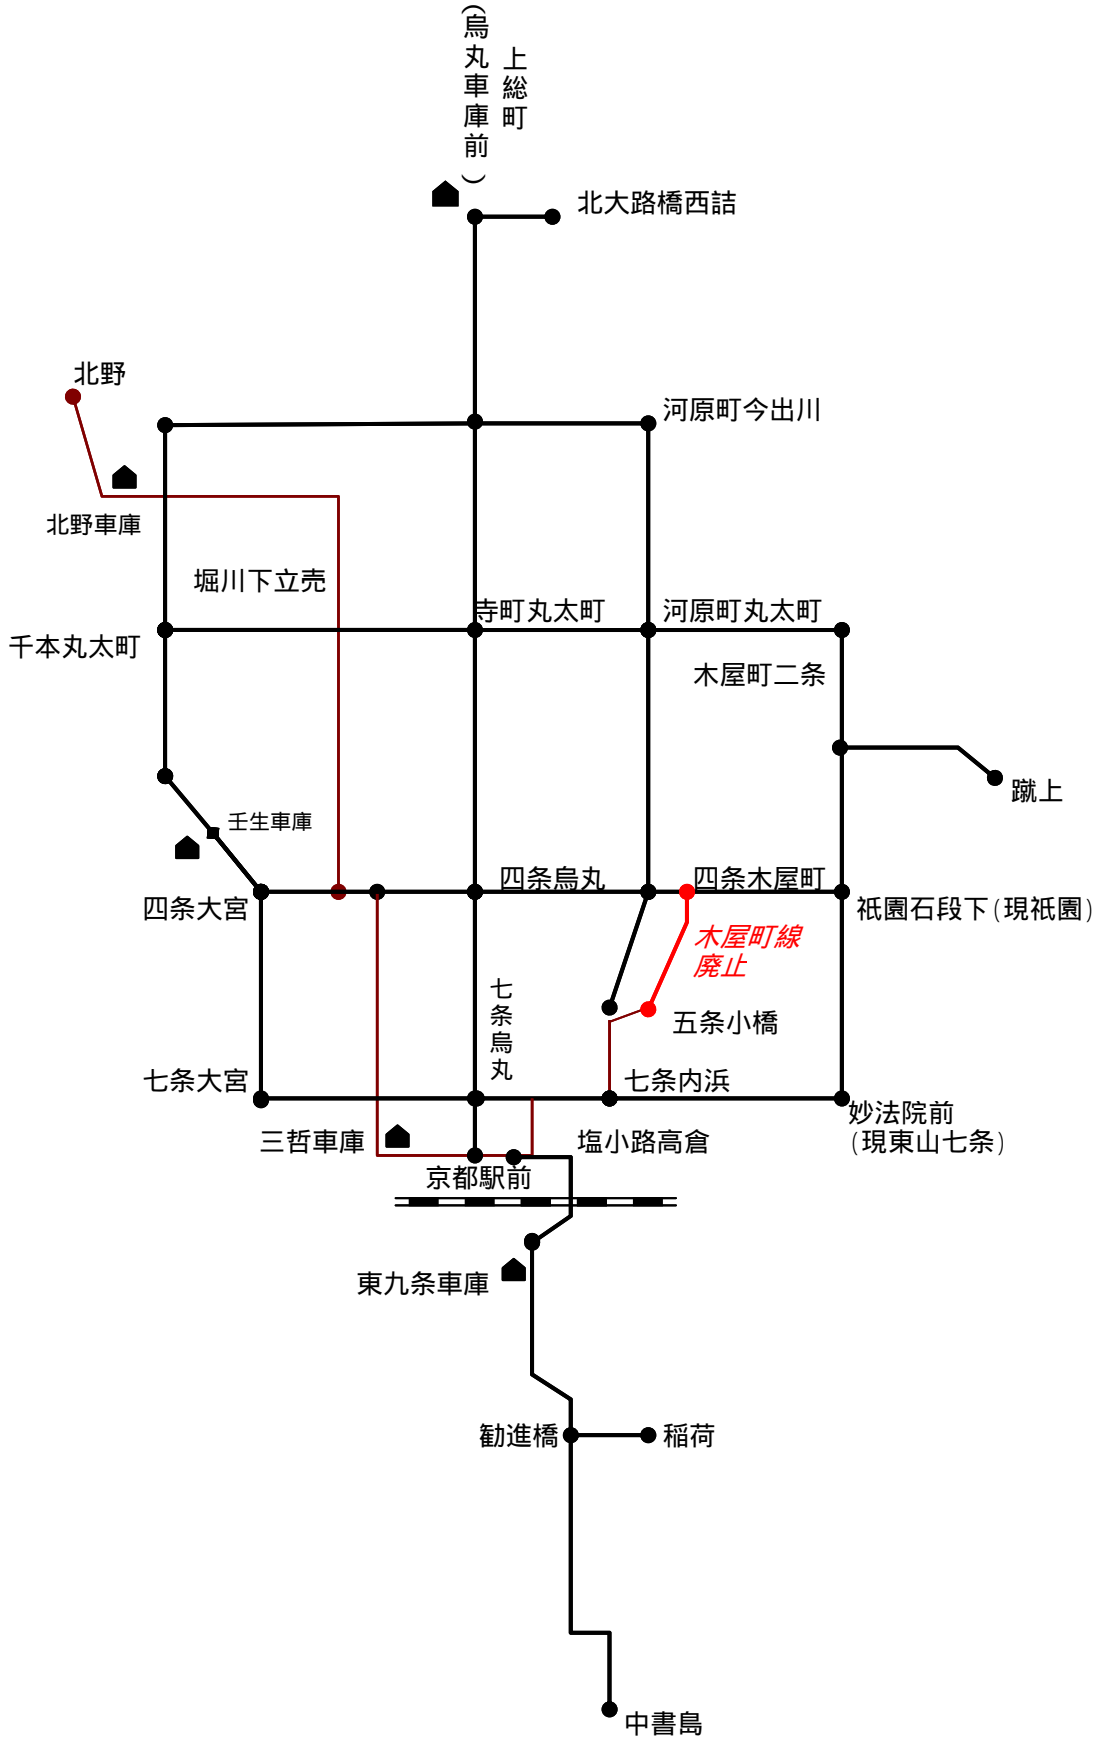 上総町
(烏丸車庫前)
北大路橋西詰
北野
河原町今出川
北野車庫
堀川下立売
寺町丸太町
河原町丸太町
千本丸太町
木屋町二条
蹴上
壬生車庫
四条烏丸
四条木屋町
四条大宮
祇園石段下(現祇園)
木屋町線
廃止
七条烏丸
五条小橋
七条大宮
七条内浜
妙法院前
(現東山七条)
三哲車庫
塩小路高倉
京都駅前
東九条車庫
勧進橋
稲荷
中書島